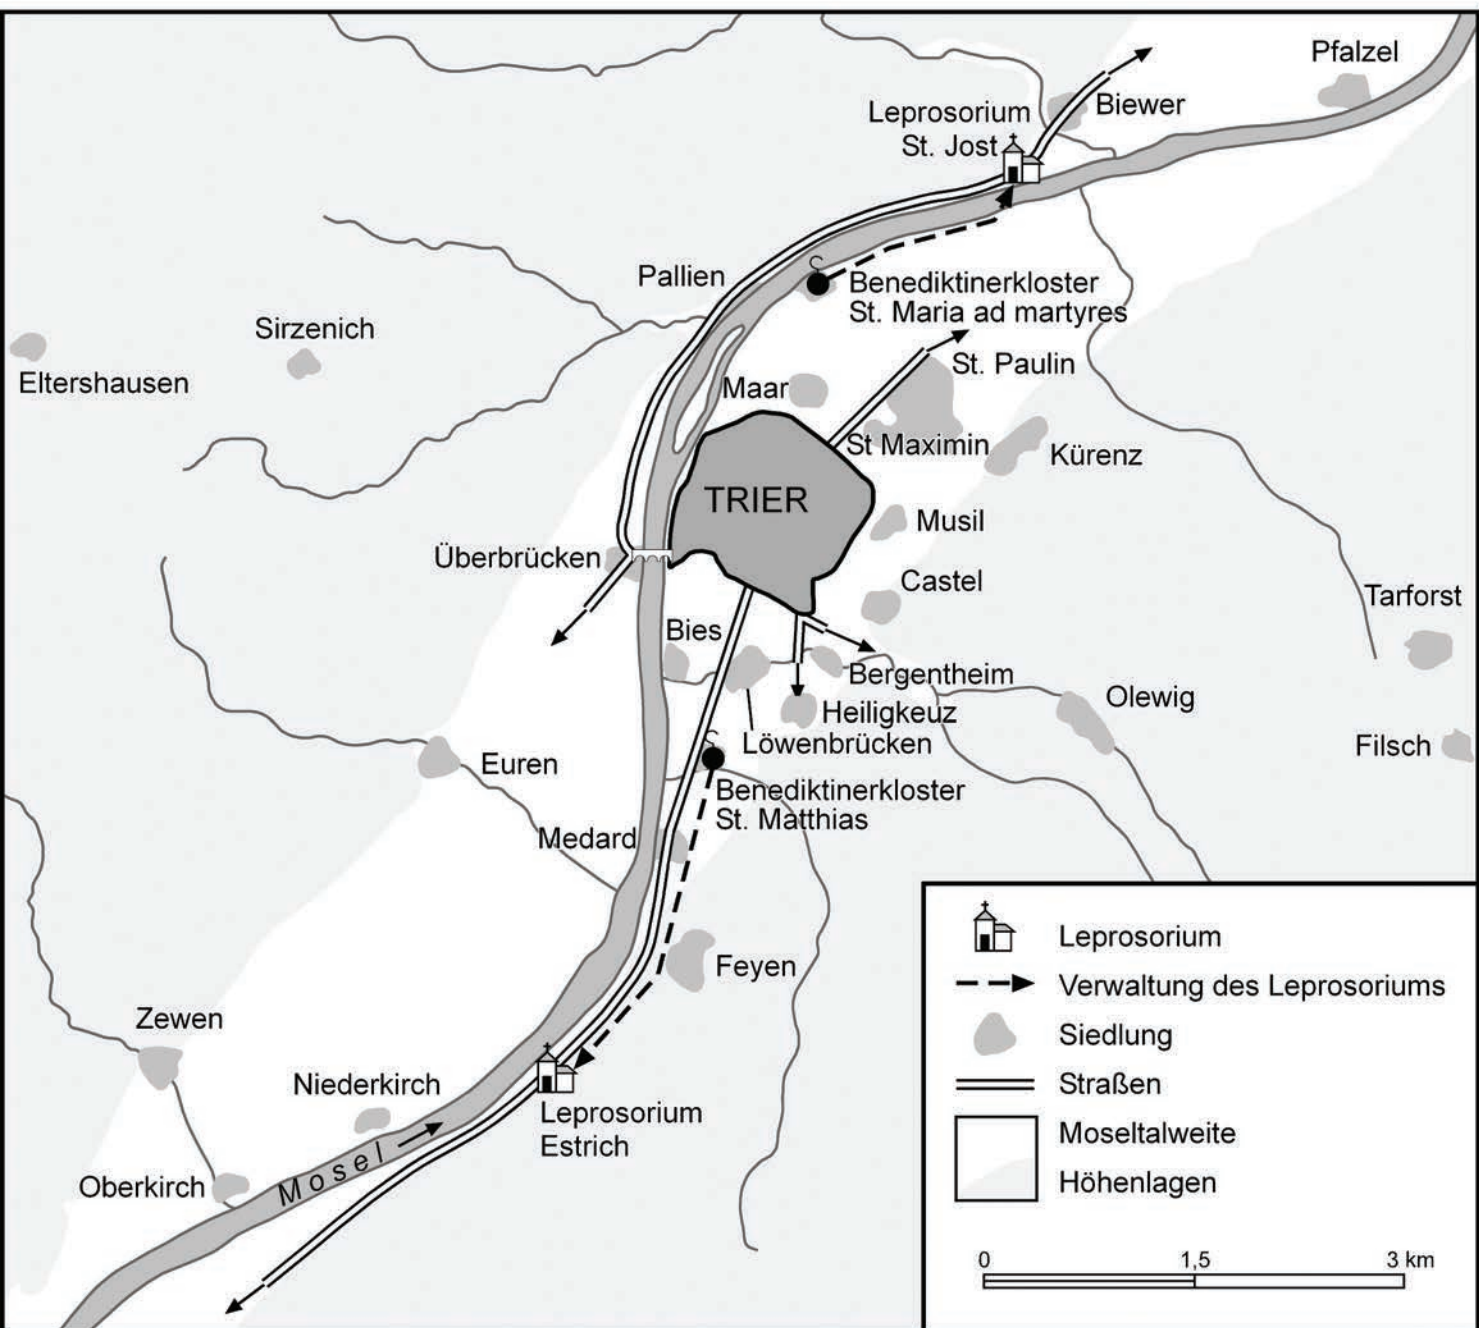 Pfalzel
Biewer
Leprosorium
St. Jost
Pallien
Benediktinerkloster
St. Maria ad martyres
Sirzenich
Eltershausen
St. Paulin
Maar
St Maximin
Kürenz
TRIER
Musil
Überbrücken
Castel
Tarforst
Bies
Bergentheim
Olewig
Heiligkeuz
Löwenbrücken
Filsch
Euren
Benediktinerkloster
St. Matthias
Medard
Feyen
Zewen
Niederkirch
Leprosorium
Estrich
Mosel
Oberkirch
Leprosorium
Verwaltung des Leprosoriums
Siedlung
Straßen
Moseltalweite
Höhenlagen
0 1,5 3 km